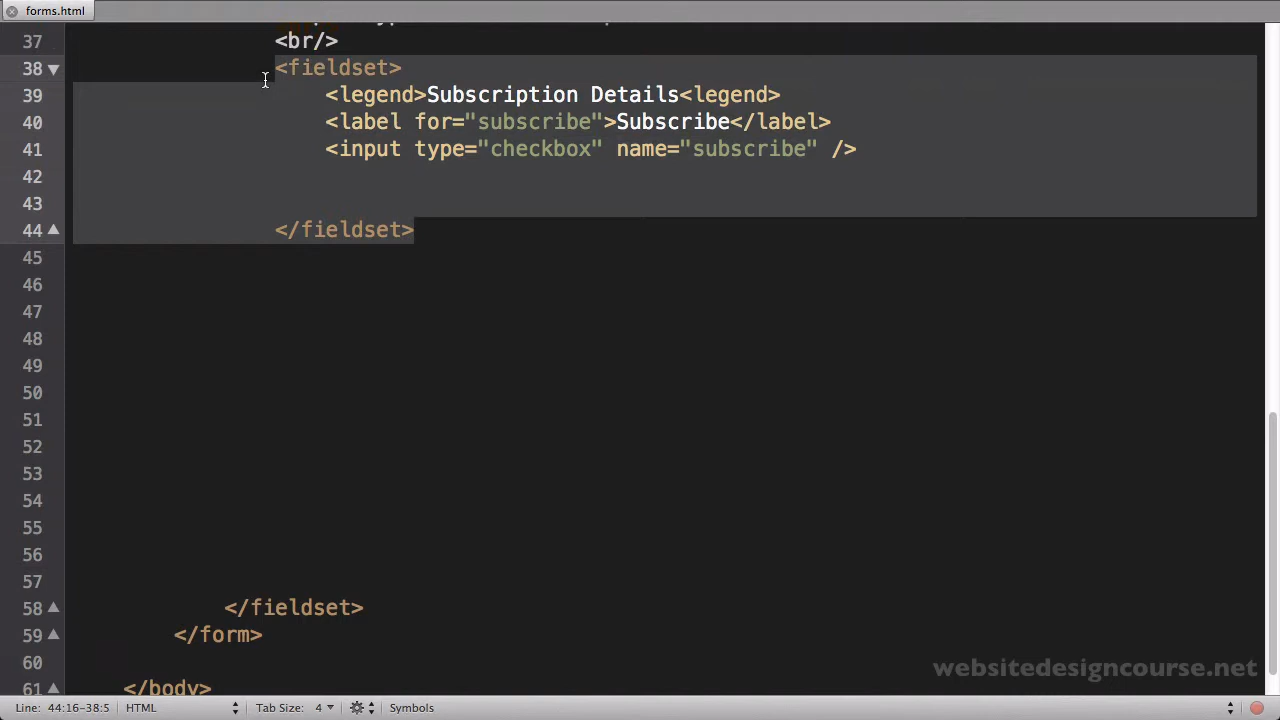 forms.html
37 <br/>
38 <fieldset>
39 <legend>Subscription Details<legend>
40 <label for="subscribe">Subscribe</label>
41 <input type="checkbox" name="subscribe" />
42
43
44 </fieldset>
45
46
47
48
49
50
51
52
53
54
55
56
57
58 </fieldset>
59 </form>
60
websitedesigncourse.net
61 </body>
Line: 44:16-38:5 HTML Tab Size: 4 Symbols